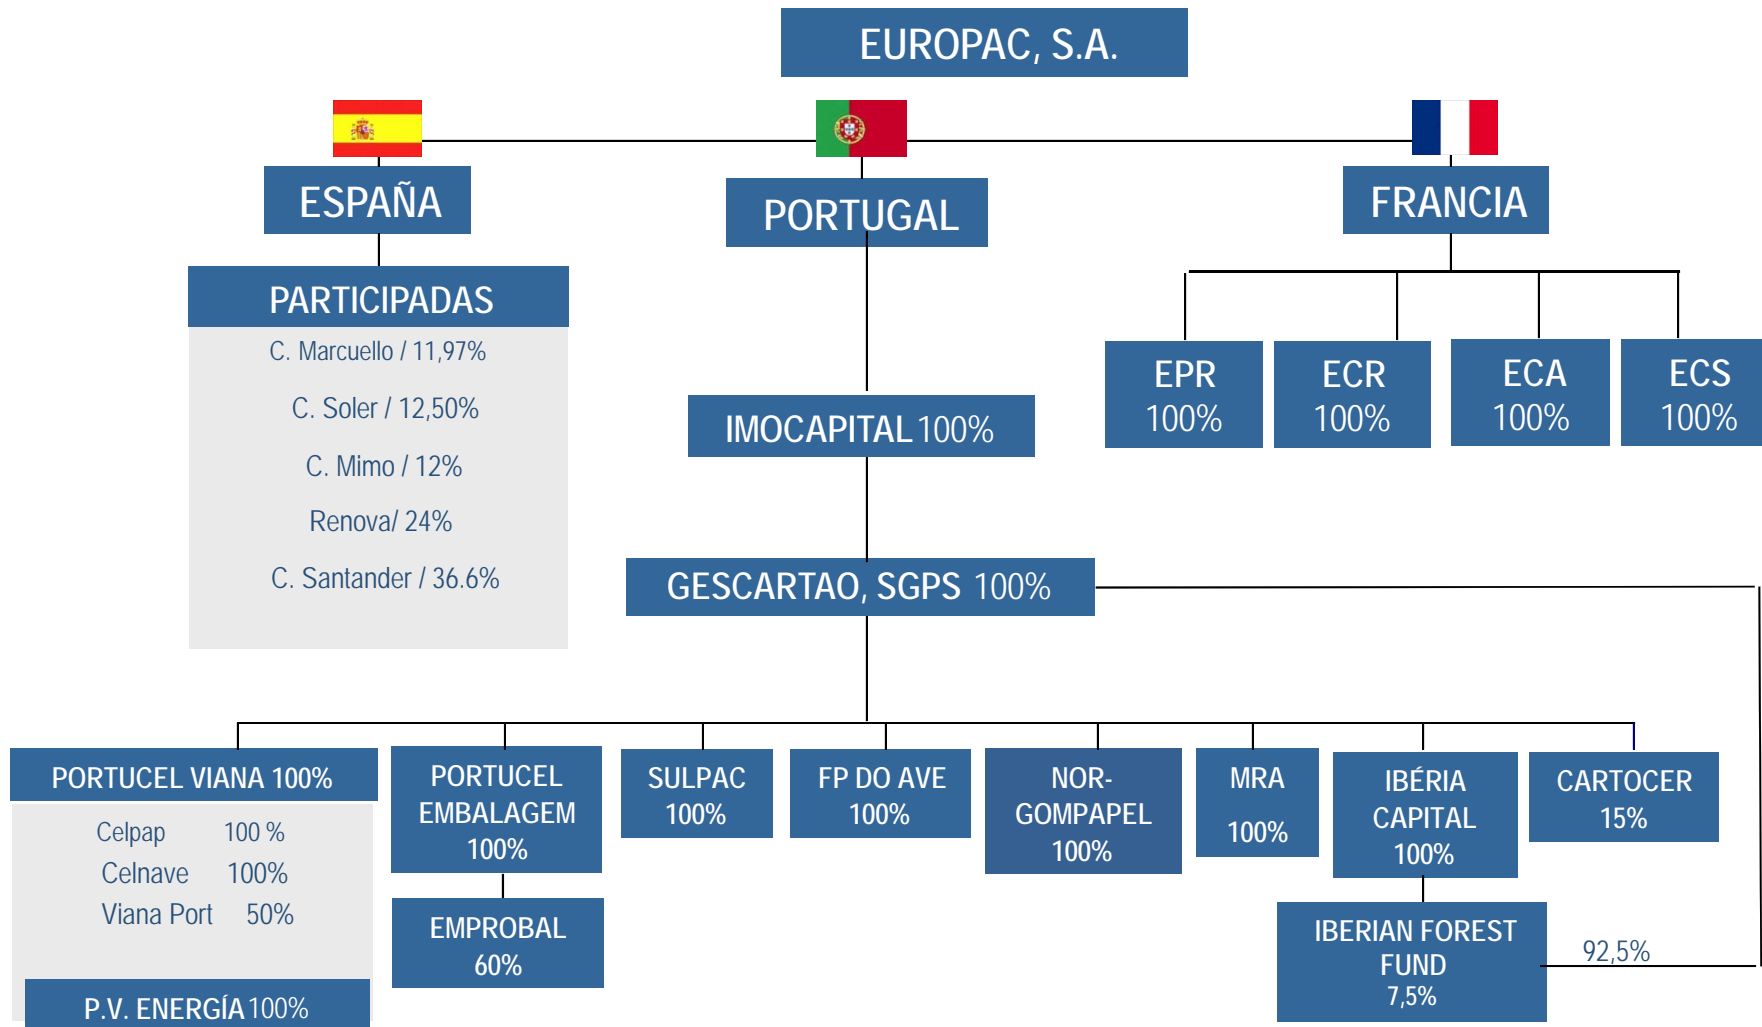 EUROPAC, S.A.
ESPAÑA
PORTUGAL
FRANCIA
PARTICIPADAS
C. Marcuello / 11,97%
C. Soler / 12,50%
C. Mimo / 12%
Renova/ 24%
C. Santander / 36.6%
EPR
100%
ECR
100%
ECA
100%
ECS
100%
IMOCAPITAL 100%
GESCARTAO, SGPS 100%
PORTUCEL VIANA 100%
Celpap 100 %
Celnave 100%
Viana Port 50%
P.V. ENERGÍA 100%
PORTUCEL
EMBALAGEM
100%
EMPROBAL
60%
SULPAC
100%
FP DO AVE
100%
NOR-
GOMPAPEL
100%
MRA
100%
IBÉRIA
CAPITAL
100%
IBERIAN FOREST
FUND
7,5%
92,5%
CARTOCER
15%